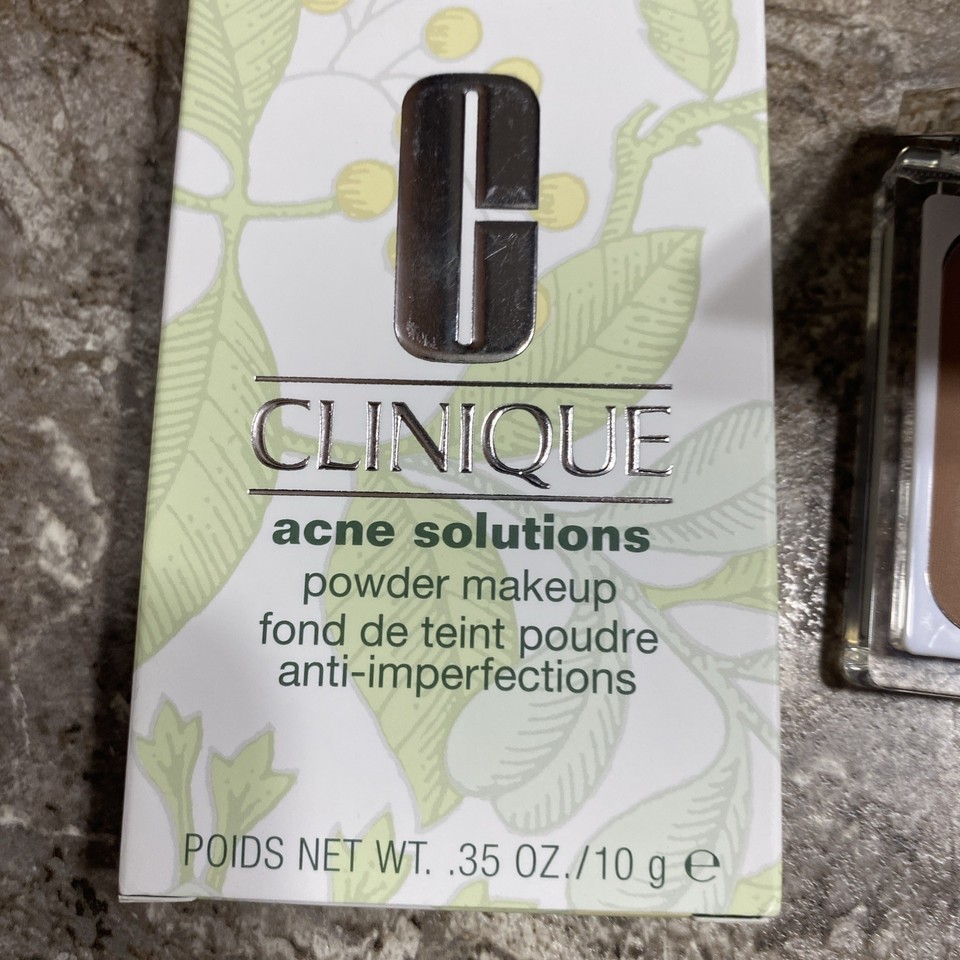 C
CLINIQUE
acne solutions
powder makeup
fond de teint poudre
anti-imperfections
POIDS NET WT. .35 OZ./10 g ℮